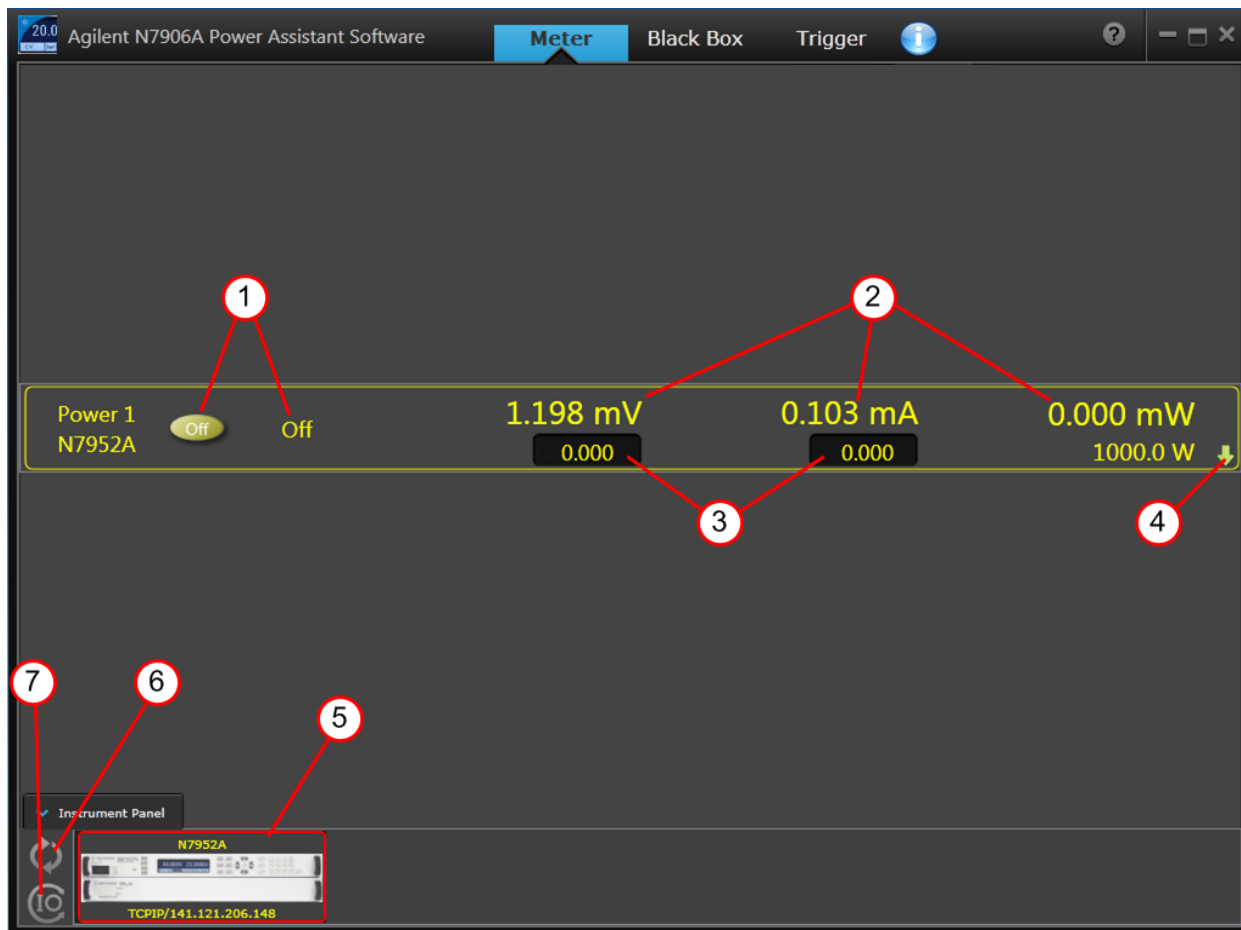 20.0
Agilent N7906A Power Assistant Software
Meter
Black Box
Trigger
i
?
1
2
Power 1
N7952A
Off
Off
1.198 mV
0.000
0.103 mA
0.000
0.000 mW
1000.0 W
3
4
7
6
5
Instrument Panel
N7952A
IO
TCPIP/141.121.206.148